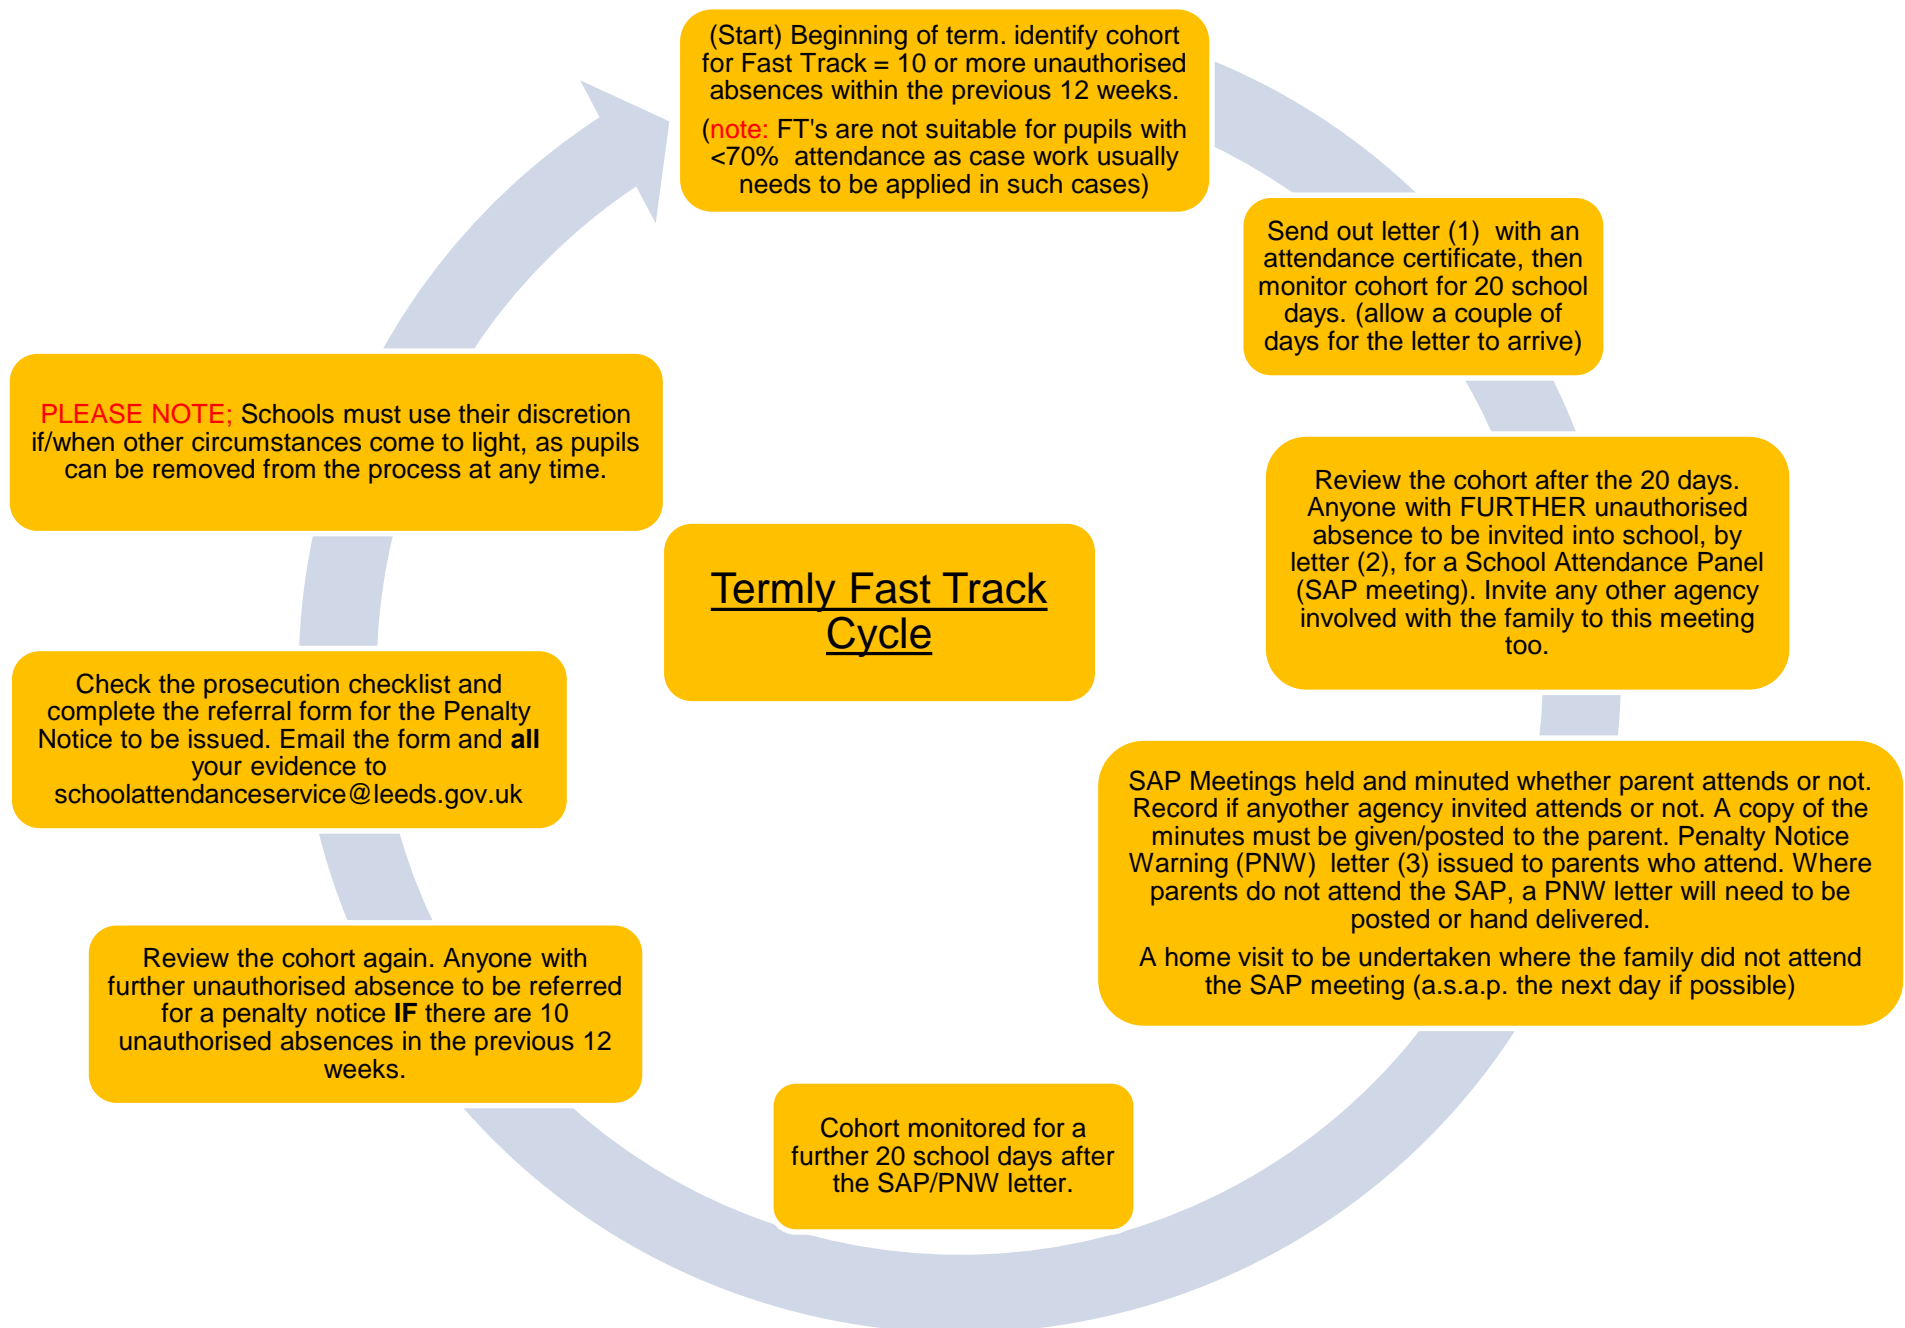 (Start) Beginning of term. identify cohort
for Fast Track = 10 or more unauthorised
absences within the previous 12 weeks.
(note: FT's are not suitable for pupils with
<70%  attendance as case work usually
needs to be applied in such cases)
Send out letter (1)  with an
attendance certificate, then
monitor cohort for 20 school
days. (allow a couple of
days for the letter to arrive)
Review the cohort after the 20 days.
Anyone with FURTHER unauthorised
absence to be invited into school, by
letter (2), for a School Attendance Panel
(SAP meeting). Invite any other agency
involved with the family to this meeting
too.
SAP Meetings held and minuted whether parent attends or not.
Record if anyother agency invited attends or not. A copy of the
minutes must be given/posted to the parent. Penalty Notice
Warning (PNW)  letter (3) issued to parents who attend. Where
parents do not attend the SAP, a PNW letter will need to be
posted or hand delivered.
A home visit to be undertaken where the family did not attend
the SAP meeting (a.s.a.p. the next day if possible)
Cohort monitored for a
further 20 school days after
the SAP/PNW letter.
Review the cohort again. Anyone with
further unauthorised absence to be referred
for a penalty notice IF there are 10
unauthorised absences in the previous 12
weeks.
Check the prosecution checklist and
complete the referral form for the Penalty
Notice to be issued. Email the form and all
your evidence to
schoolattendanceservice@leeds.gov.uk
PLEASE NOTE; Schools must use their discretion
if/when other circumstances come to light, as pupils
can be removed from the process at any time.
Termly Fast Track
Cycle